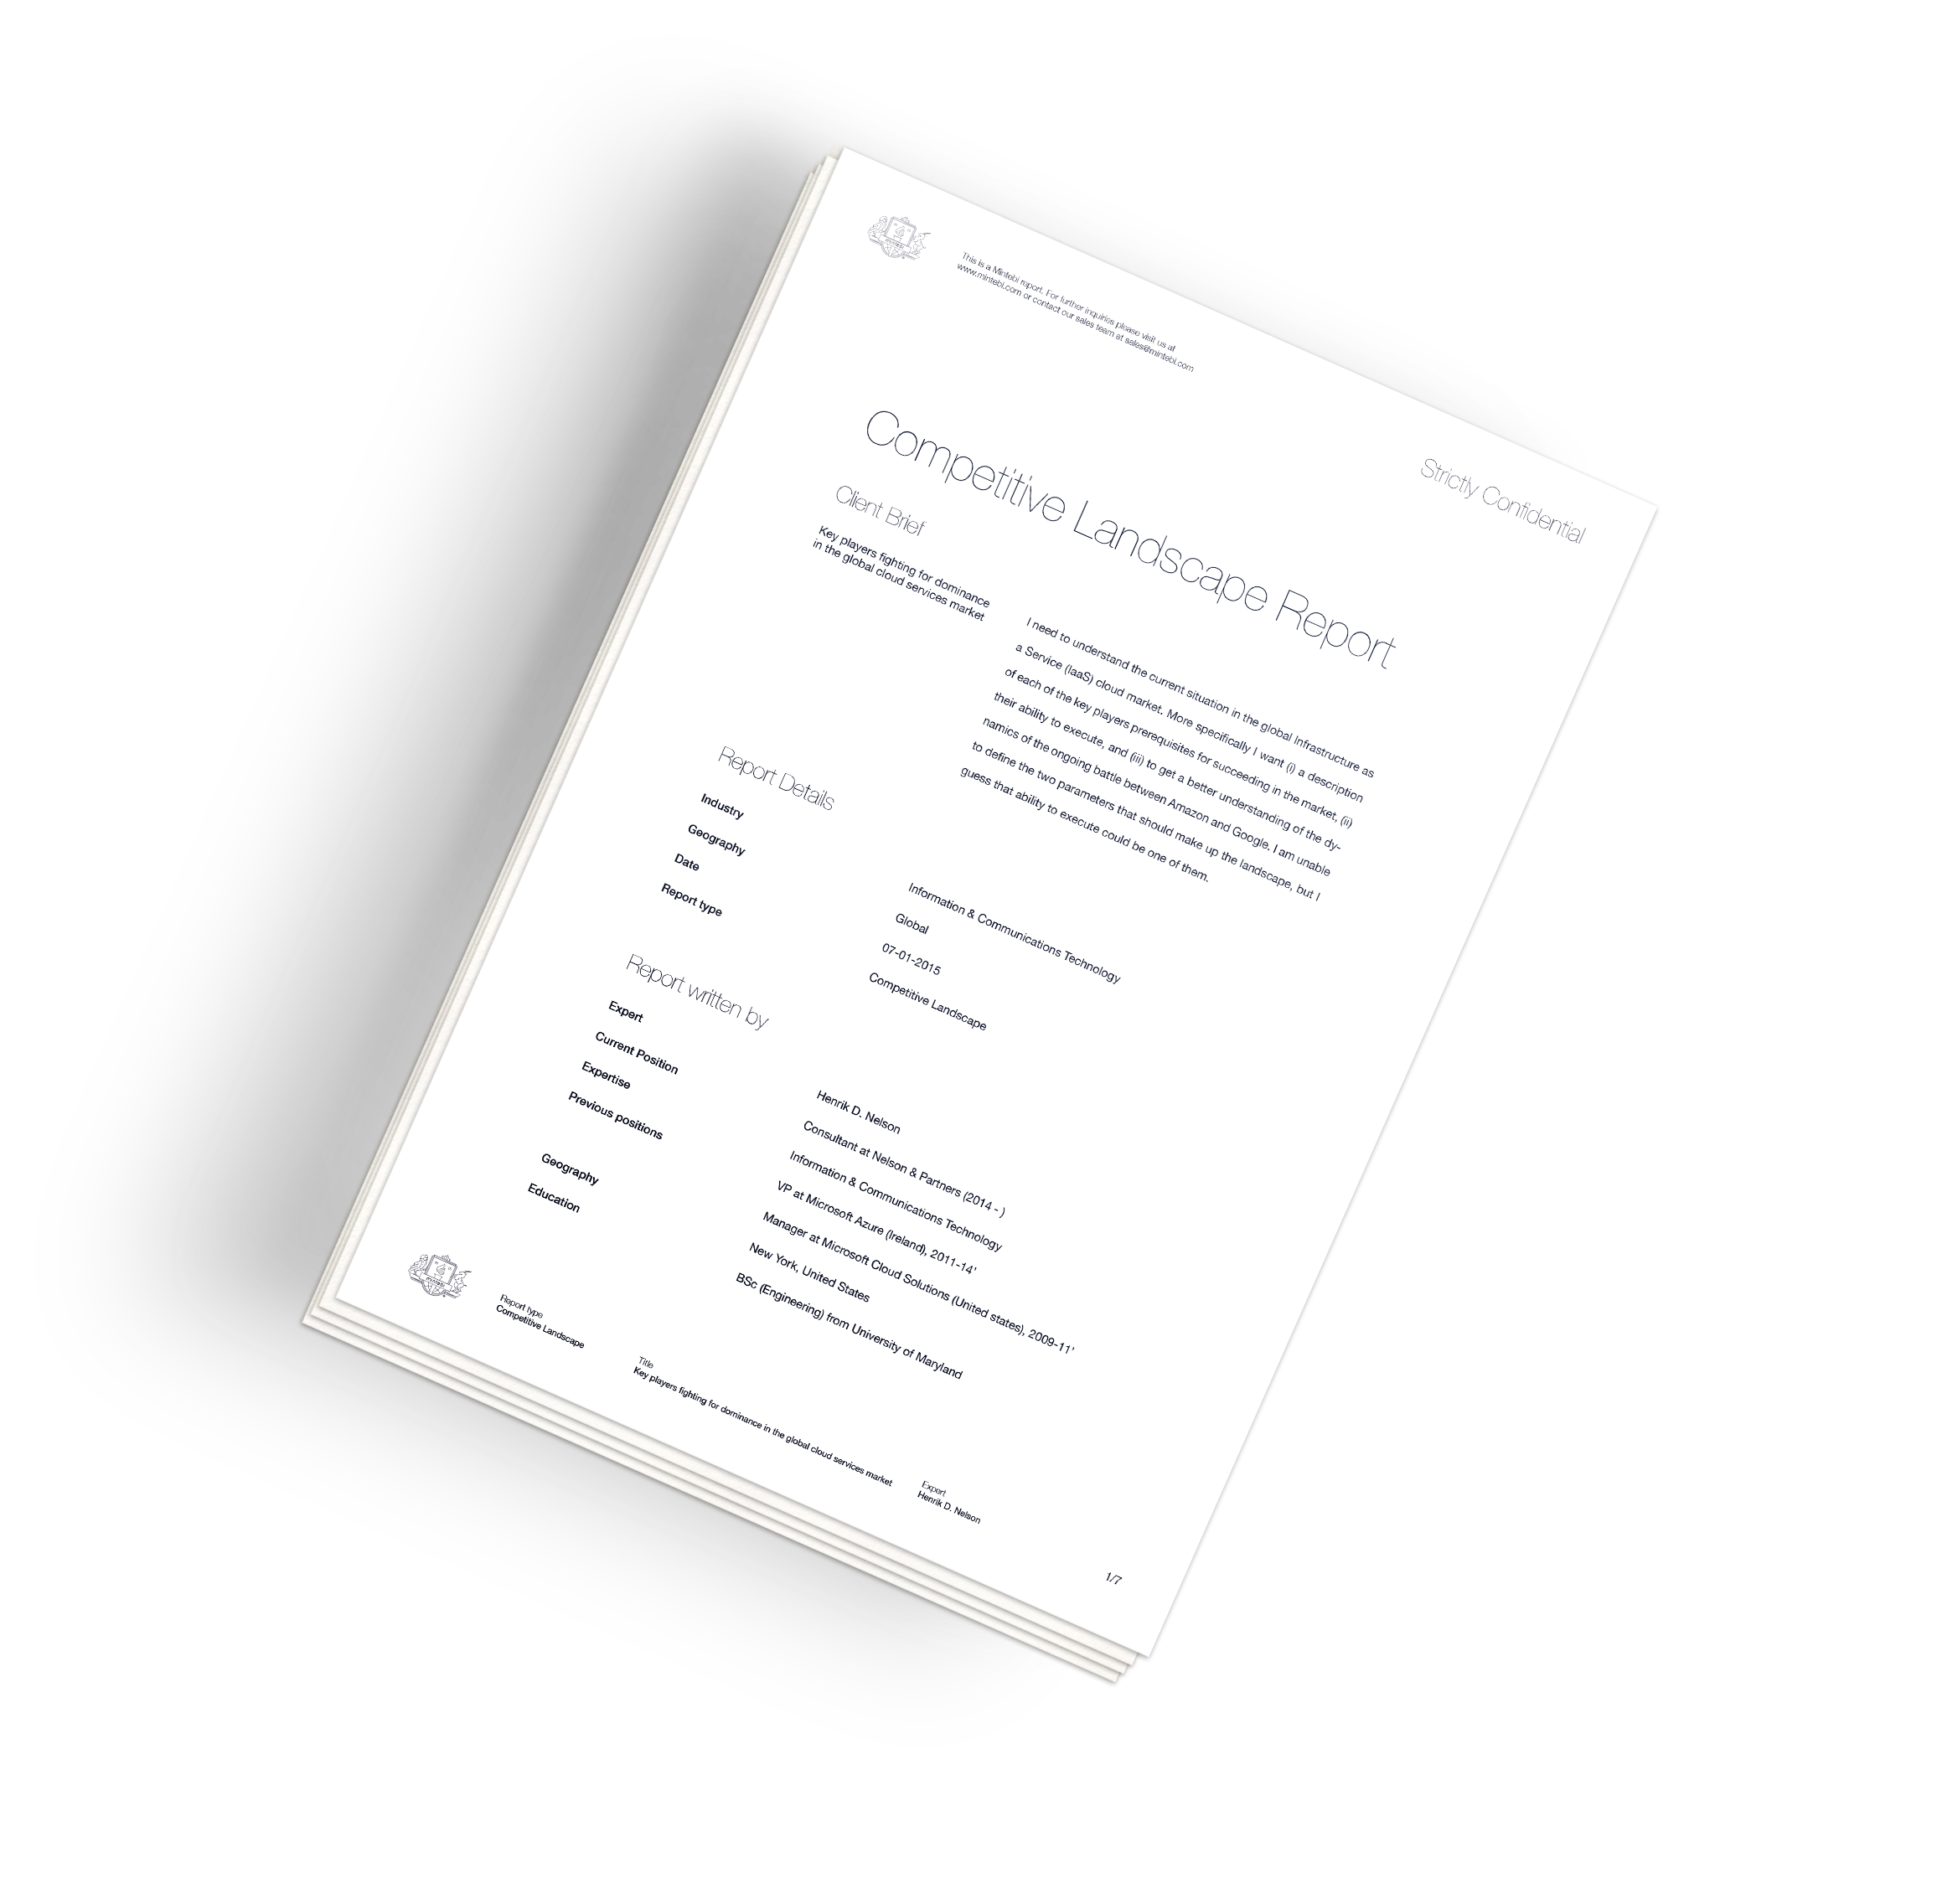 This is a Mintebi report. For further inquiries please visit us at
www.mintebi.com or contact our sales team at sales@mintebi.com
Strictly Confidential
Competitive Landscape Report
Client Brief
Key players fighting for dominance
in the global cloud services market
I need to understand the current situation in the global Infrastructure as
a Service (IaaS) cloud market. More specifically I want (i) a description
of each of the key players prerequisites for succeeding in the market, (ii)
their ability to execute, and (iii) to get a better understanding of the dy-
namics of the ongoing battle between Amazon and Google. I am unable
to define the two parameters that should make up the landscape, but I
guess that ability to execute could be one of them.
Report Details
Industry
Information & Communications Technology
Geography
Global
Date
07-01-2015
Report type
Competitive Landscape
Report written by
Expert
Henrik D. Nelson
Current Position
Consultant at Nelson & Partners (2014 - )
Expertise
Information & Communications Technology
Previous positions
VP at Microsoft Azure (Ireland), 2011-14'
Manager at Microsoft Cloud Solutions (United states), 2009-11'
Geography
New York, United States
Education
BSc (Engineering) from University of Maryland
Report type
Competitive Landscape
Title
Key players fighting for dominance in the global cloud services market
Expert
Henrik D. Nelson
1/7